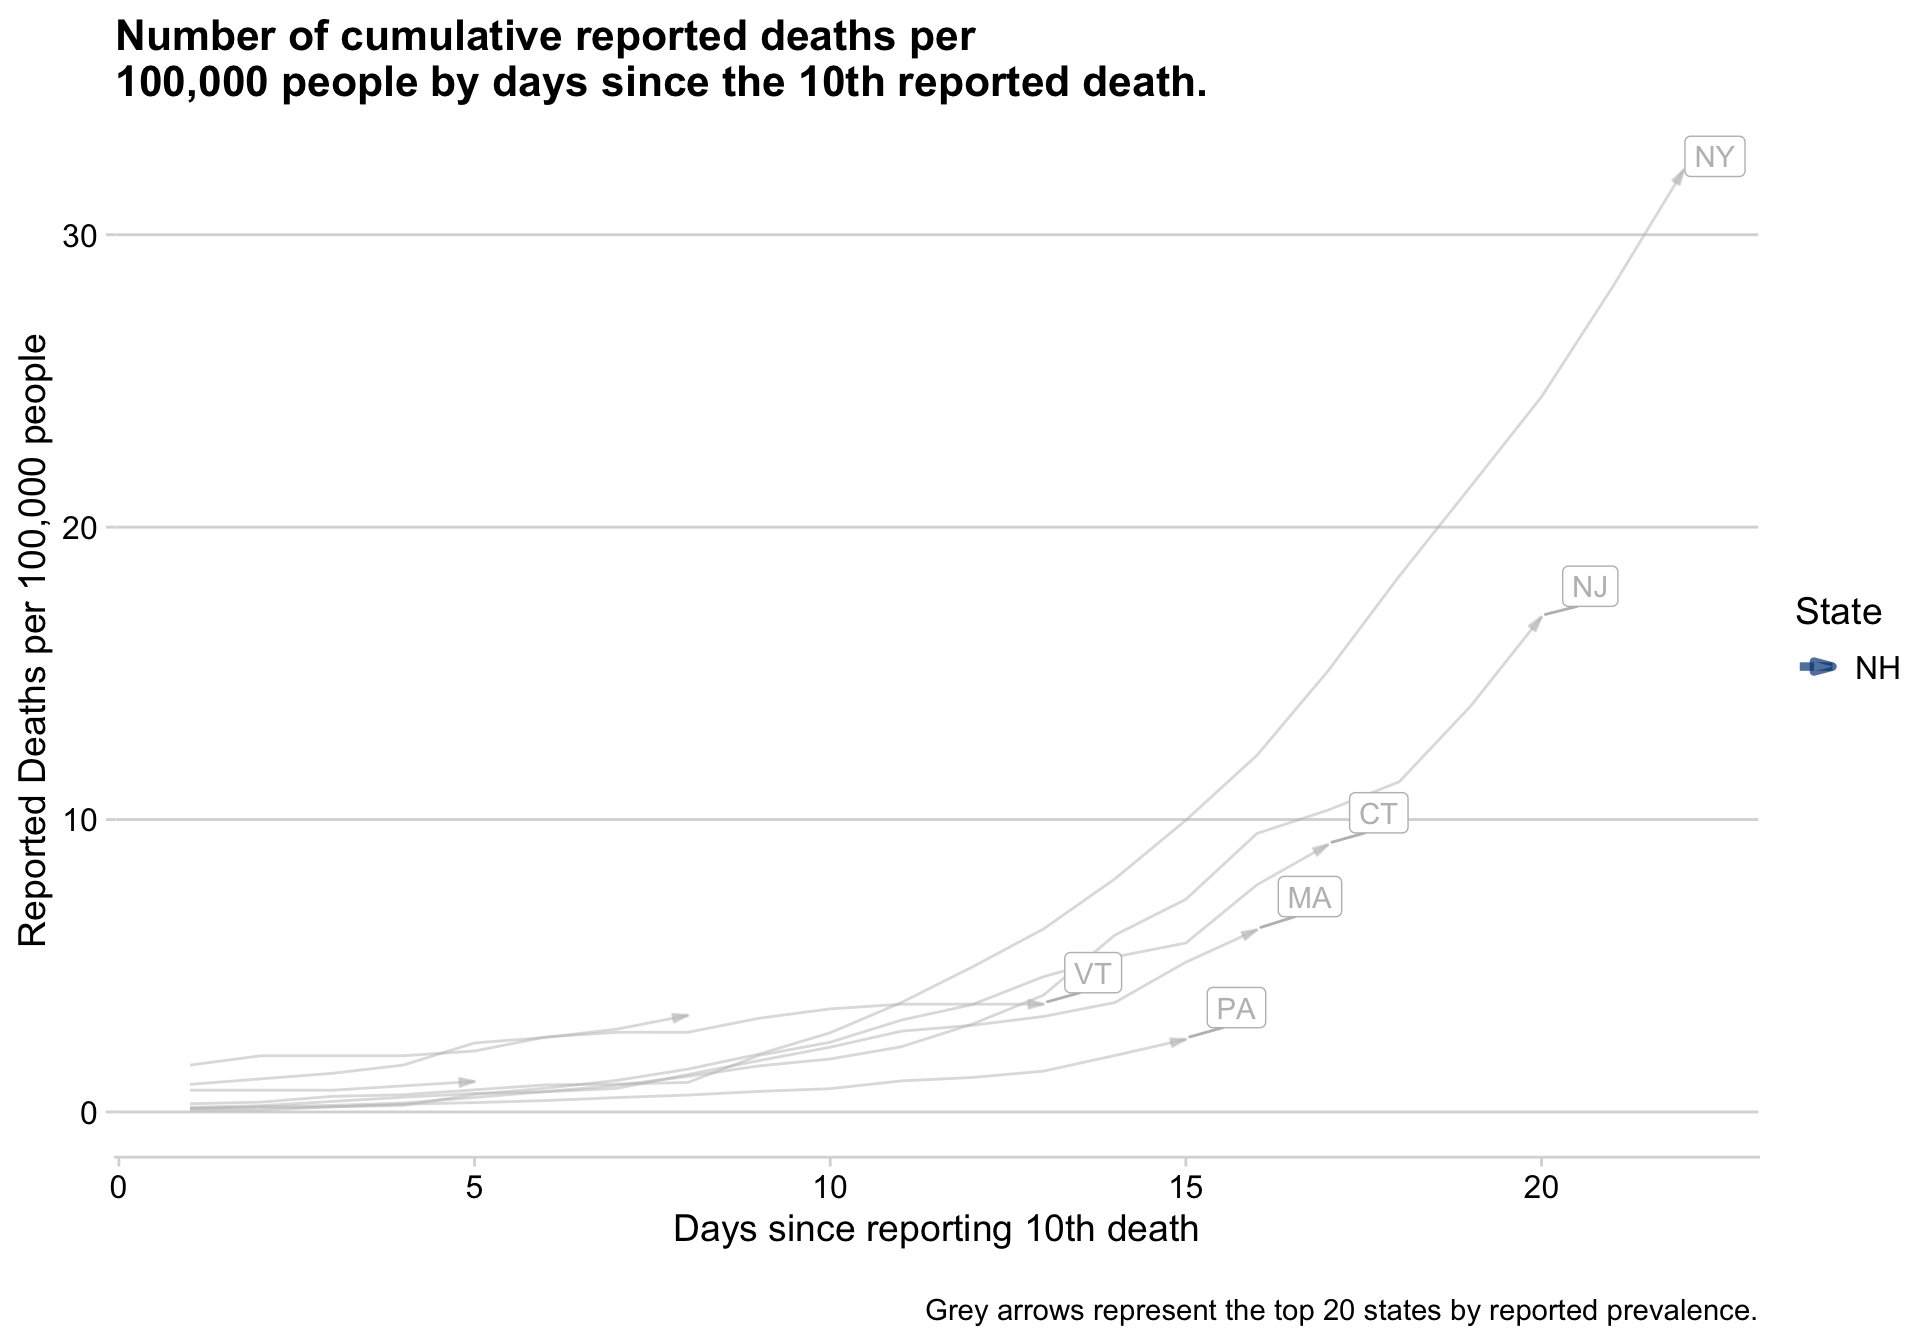 Number of cumulative reported deaths per
100,000 people by days since the 10th reported death.
Reported Deaths per 100,000 people
30
20
10
0
NY
NJ
CT
MA
VT
PA
State
NH
0 5 10 15 20
Days since reporting 10th death
Grey arrows represent the top 20 states by reported prevalence.